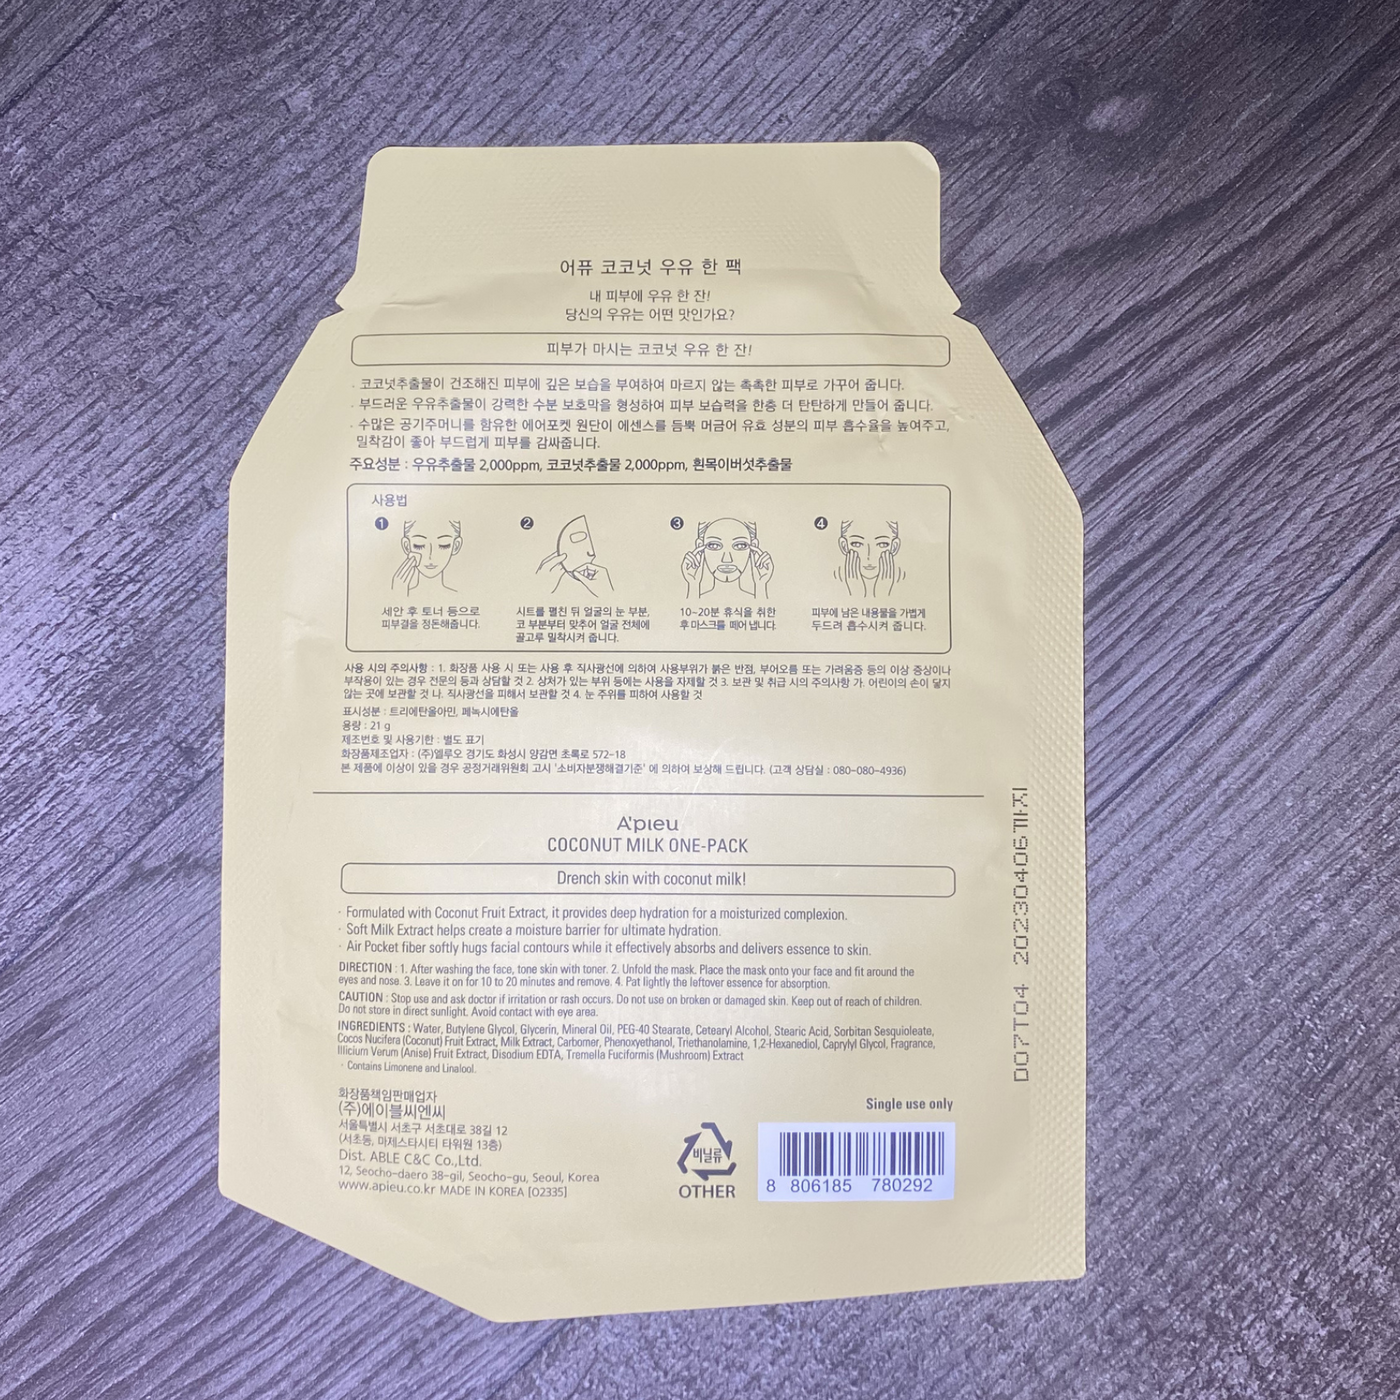 어퓨 코코넛 우유 한 팩
내 피부에 우유 한 잔!
당신의 우유는 어떤 맛인가요?
피부가 마시는 코코넛 우유 한 잔!
· 코코넛추출물이 건조해진 피부에 깊은 보습을 부여하여 마르지 않는 촉촉한 피부로 가꾸어 줍니다.
· 부드러운 우유추출물이 강력한 수분 보호막을 형성하여 피부 보습력을 한층 더 탄탄하게 만들어 줍니다.
· 수많은 공기주머니를 함유한 에어포켓 원단이 에센스를 듬뿍 머금어 유효 성분의 피부 흡수율을 높여주고,
밀착감이 좋아 부드럽게 피부를 감싸줍니다.
주요성분 : 우유추출물 2,000ppm, 코코넛추출물 2,000ppm, 흰목이버섯추출물
사용법
1
세안 후 토너 등으로
피부결을 정돈해줍니다.
2
시트를 펼친 뒤 얼굴의 눈 부분,
코 부분부터 맞추어 얼굴 전체에
골고루 밀착시켜 줍니다.
3
10~20분 휴식을 취한
후 마스크를 떼어 냅니다.
4
피부에 남은 내용물을 가볍게
두드려 흡수시켜 줍니다.
사용 시의 주의사항 : 1. 화장품 사용 시 또는 사용 후 직사광선에 의하여 사용부위가 붉은 반점, 부어오름 또는 가려움증 등의 이상 증상이나
부작용이 있는 경우 전문의 등과 상담할 것 2. 상처가 있는 부위 등에는 사용을 자제할 것 3. 보관 및 취급 시의 주의사항 가. 어린이의 손이 닿지
않는 곳에 보관할 것 나. 직사광선을 피해서 보관할 것 4. 눈 주위를 피하여 사용할 것
표시성분 : 트리에탄올아민, 페녹시에탄올
용량 : 21 g
제조번호 및 사용기한 : 별도 표기
화장품제조업자 : (주)엘루오 경기도 화성시 양감면 초록로 572-18
본 제품에 이상이 있을 경우 공정거래위원회 고시 '소비자분쟁해결기준' 에 의하여 보상해 드립니다. (고객 상담실 : 080-080-4936)
A'pieu
COCONUT MILK ONE-PACK
Drench skin with coconut milk!
· Formulated with Coconut Fruit Extract, it provides deep hydration for a moisturized complexion.
· Soft Milk Extract helps create a moisture barrier for ultimate hydration.
· Air Pocket fiber softly hugs facial contours while it effectively absorbs and delivers essence to skin.
DIRECTION : 1. After washing the face, tone skin with toner. 2. Unfold the mask. Place the mask onto your face and fit around the
eyes and nose. 3. Leave it on for 10 to 20 minutes and remove. 4. Pat lightly the leftover essence for absorption.
CAUTION : Stop use and ask doctor if irritation or rash occurs. Do not use on broken or damaged skin. Keep out of reach of children.
Do not store in direct sunlight. Avoid contact with eye area.
INGREDIENTS : Water, Butylene Glycol, Glycerin, Mineral Oil, PEG-40 Stearate, Cetearyl Alcohol, Stearic Acid, Sorbitan Sesquioleate,
Cocos Nucifera (Coconut) Fruit Extract, Milk Extract, Carbomer, Phenoxyethanol, Triethanolamine, 1,2-Hexanediol, Caprylyl Glycol, Fragrance,
Illicium Verum (Anise) Fruit Extract, Disodium EDTA, Tremella Fuciformis (Mushroom) Extract
· Contains Limonene and Linalool.
화장품책임판매업자
(주)에이블씨엔씨
서울특별시 서초구 서초대로 38길 12
(서초동, 마제스타시티 타워원 13층)
Dist. ABLE C&C Co.,Ltd.
12, Seocho-daero 38-gil, Seocho-gu, Seoul, Korea
www.apieu.co.kr MADE IN KOREA [02335]
비닐류
OTHER
Single use only
8 806185 780292
D07T04 20230406까지